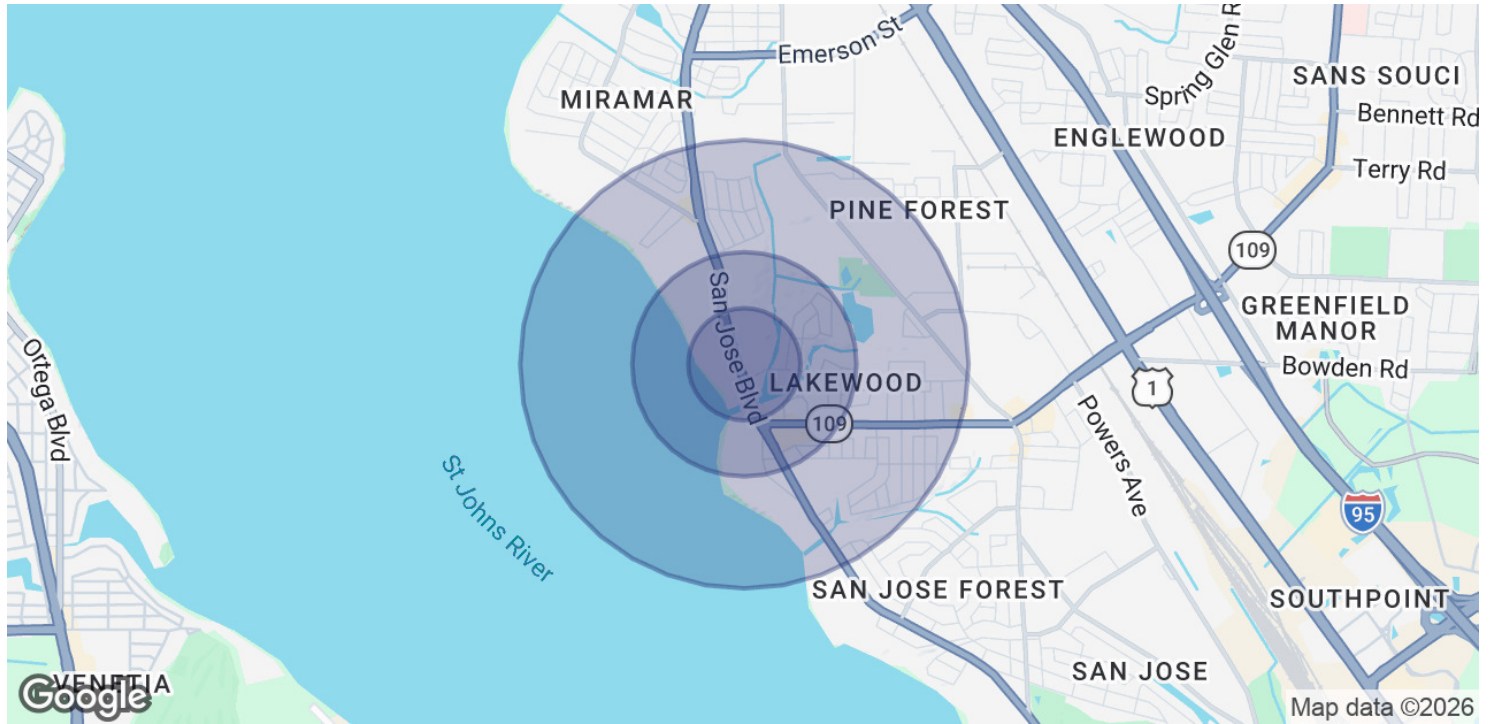 Emerson St
Spring Glen R
SANS SOUCI
MIRAMAR
Bennett Rd
ENGLEWOOD
Terry Rd
PINE FOREST
109
San Jose Blvd
GREENFIELD
MANOR
Ortega Blvd
Bowden Rd
LAKEWOOD
1
109
Powers Ave
St Johns River
95
SAN JOSE FOREST
SOUTHPOINT
SAN JOSE
VENETIA
Google
Map data ©2026